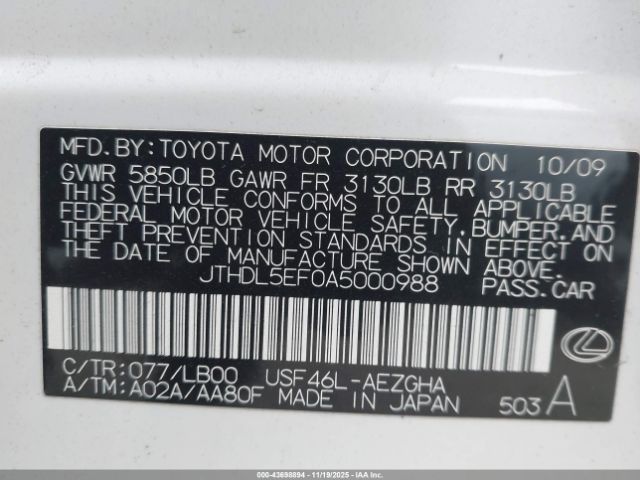 MFD.BY:TOYOTA MOTOR CORPORATION 10/09
GVWR 5850LB GAWR FR 3130LB RR 3130LB
THIS VEHICLE CONFORMS TO ALL APPLICABLE
FEDERAL MOTOR VEHICLE SAFETY,BUMPER,AND
THEFT PREVENTION STANDARDS IN EFFECT ON
THE DATE OF MANUFACTURE SHOWN ABOVE.
JTHDL5EF0A5000988 PASS.CAR
C/TR:077/LB00 USF46L-AEZGHA
A/TM:A02A/AA80F MADE IN JAPAN 503 A
000-43698894 | 11/19/2025 - IAAI.COM